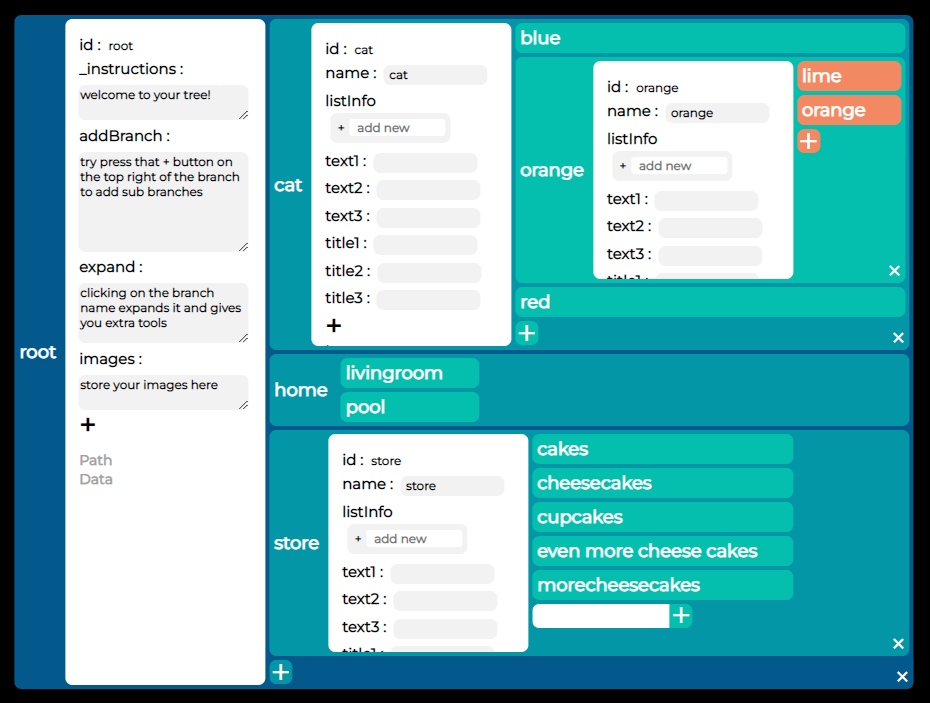 root
id : root
_instructions :
welcome to your tree!
addBranch :
try press that + button on
the top right of the branch
to add sub branches
expand :
clicking on the branch
name expands it and gives
you extra tools
images :
store your images here
+
Path
Data
cat
id : cat
name : cat
listInfo
+ add new
text1 :
text2 :
text3 :
title1 :
title2 :
title3 :
+
blue
orange
id : orange
name : orange
listInfo
+ add new
text1 :
text2 :
text3 :
title1 :
lime
orange
+
×
red
+
×
home
livingroom
pool
store
id : store
name : store
listInfo
+ add new
text1 :
text2 :
text3 :
title1 :
cakes
cheesecakes
cupcakes
even more cheese cakes
morecheesecakes
+
×
+
×